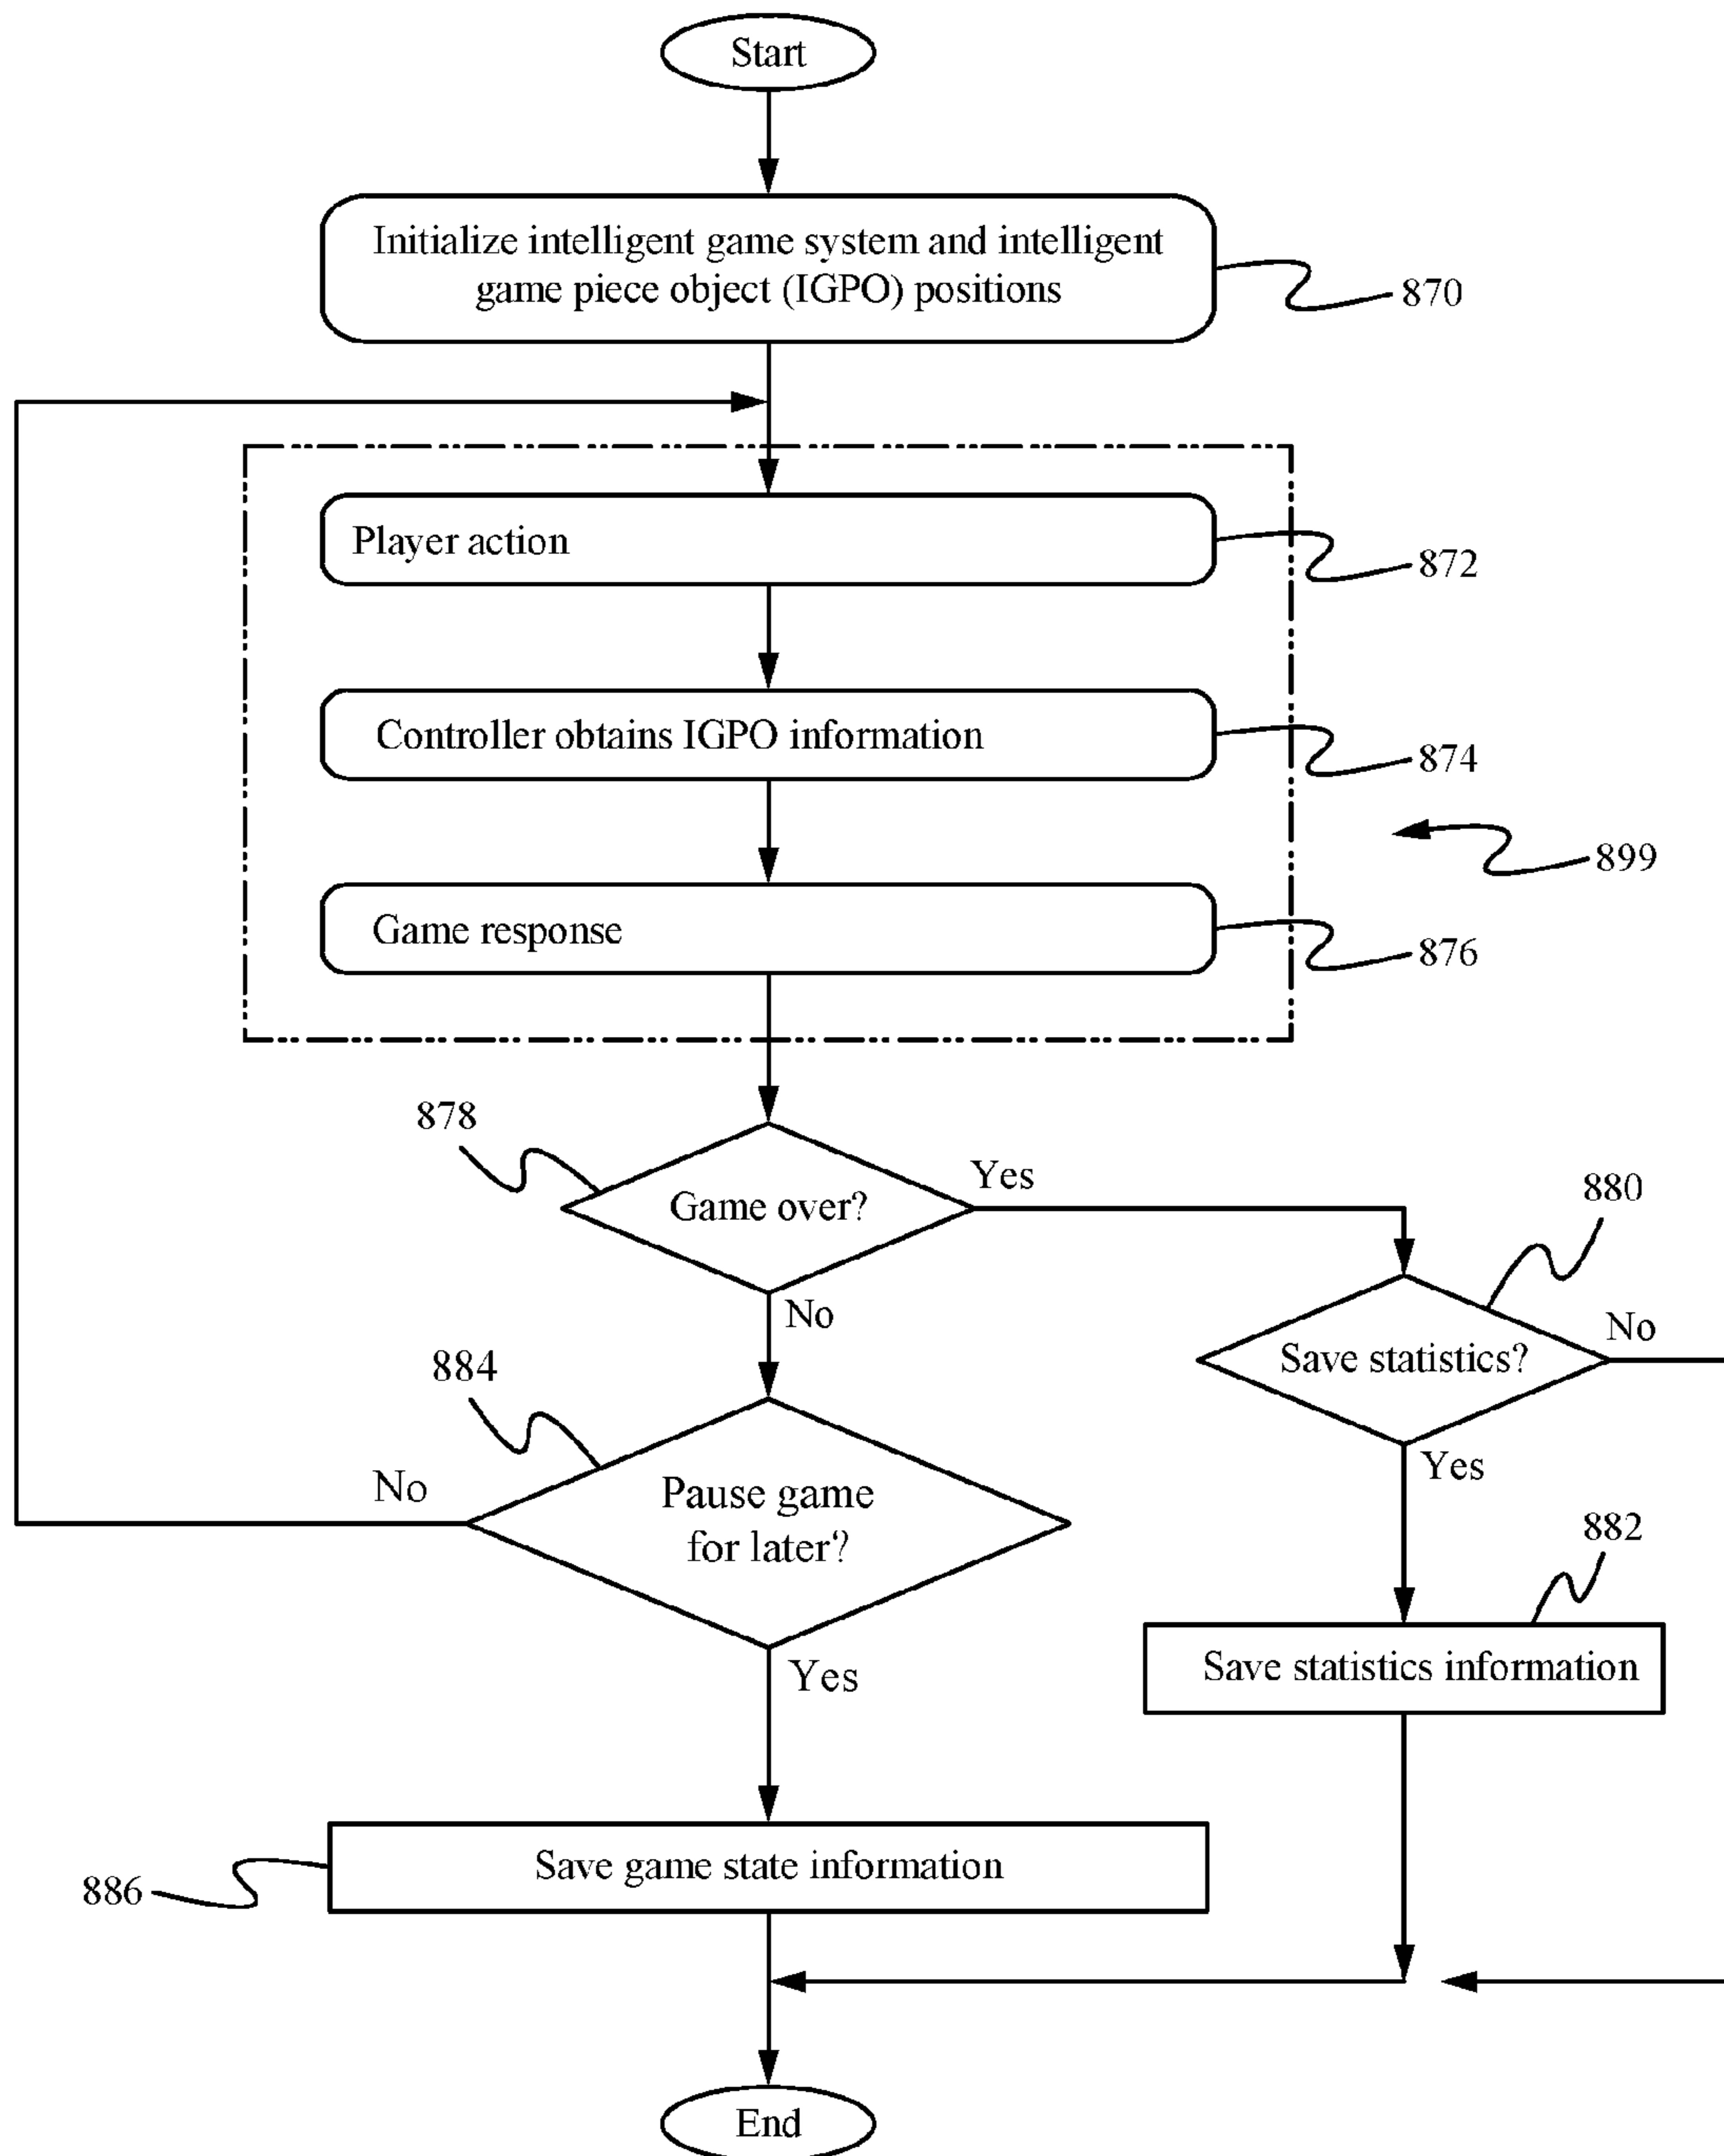 Start
Initialize intelligent game system and intelligent
game piece object (IGPO) positions
870
Player action
872
Controller obtains IGPO information
874
899
Game response
876
878
Game over?
Yes
No
880
Save statistics?
No
Yes
884
Pause game
for later?
No
Yes
882
Save statistics information
Save game state information
886
End